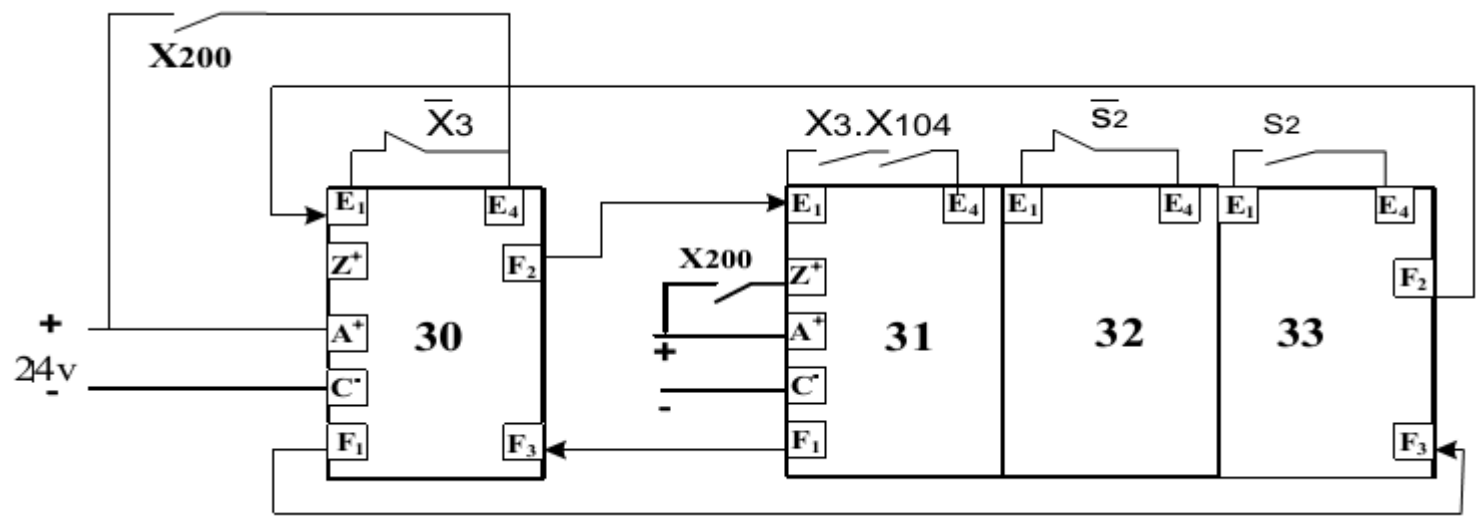 X200
X̅3
X3.X104
s̅2
S2
E1 E4 E1 E4 E1 E4 E1 E4
Z+ F2 X200 Z+ F2
+ A+ 30 + A+ 31 32 33
24v
- C- - C-
F1 F3 F1 F3